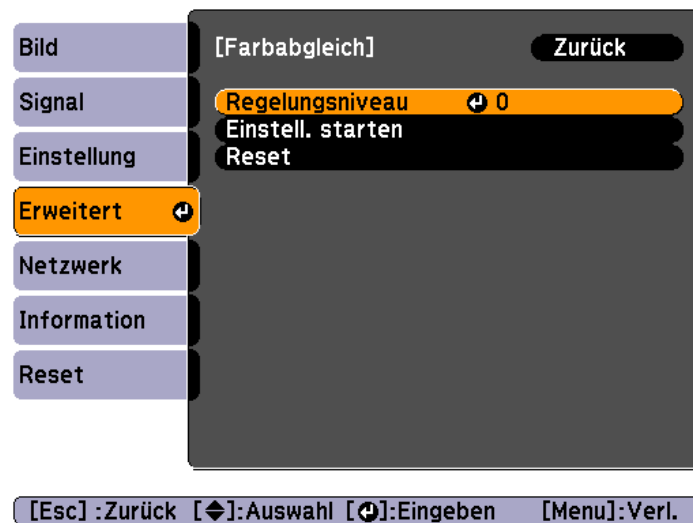 Bild
Signal
Einstellung
Erweitert
Netzwerk
Information
Reset
[Farbabgleich] Zurück
Regelungsniveau 0
Einstell. starten
Reset
[Esc] :Zurück [◆]:Auswahl [⏎]:Eingeben [Menu]:Verl.